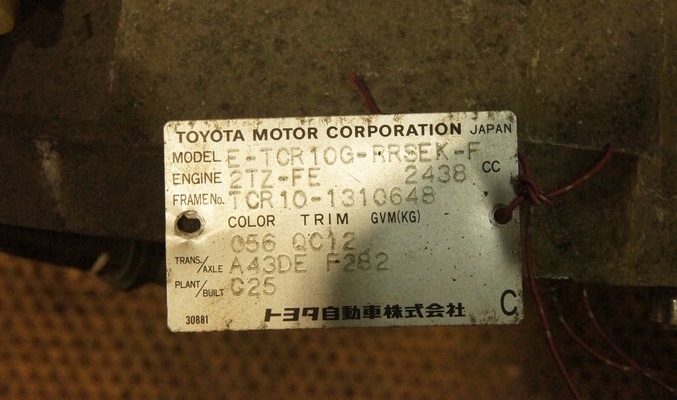 TOYOTA MOTOR CORPORATION JAPAN
MODEL E-TCR10G-RRSEK-F
ENGINE 2TZ-FE 2438 CC
FRAME No. TCR10-1310648
COLOR TRIM GVM(KG)
056 QC12
TRANS./AXLE A43DE F282
PLANT/BUILT C25
30881 トヨタ自動車株式会社 C